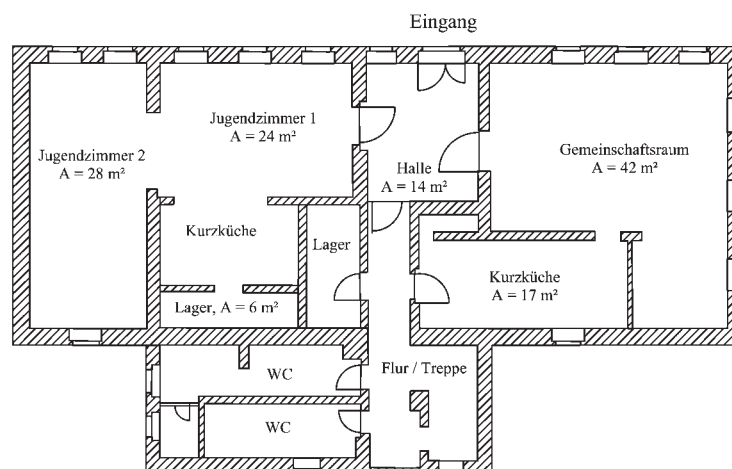 Eingang
Jugendzimmer 1
A = 24 m²
Jugendzimmer 2
A = 28 m²
Halle
A = 14 m²
Gemeinschaftsraum
A = 42 m²
Kurzküche
Lager
Kurzküche
A = 17 m²
Lager, A = 6 m²
WC
Flur / Treppe
WC